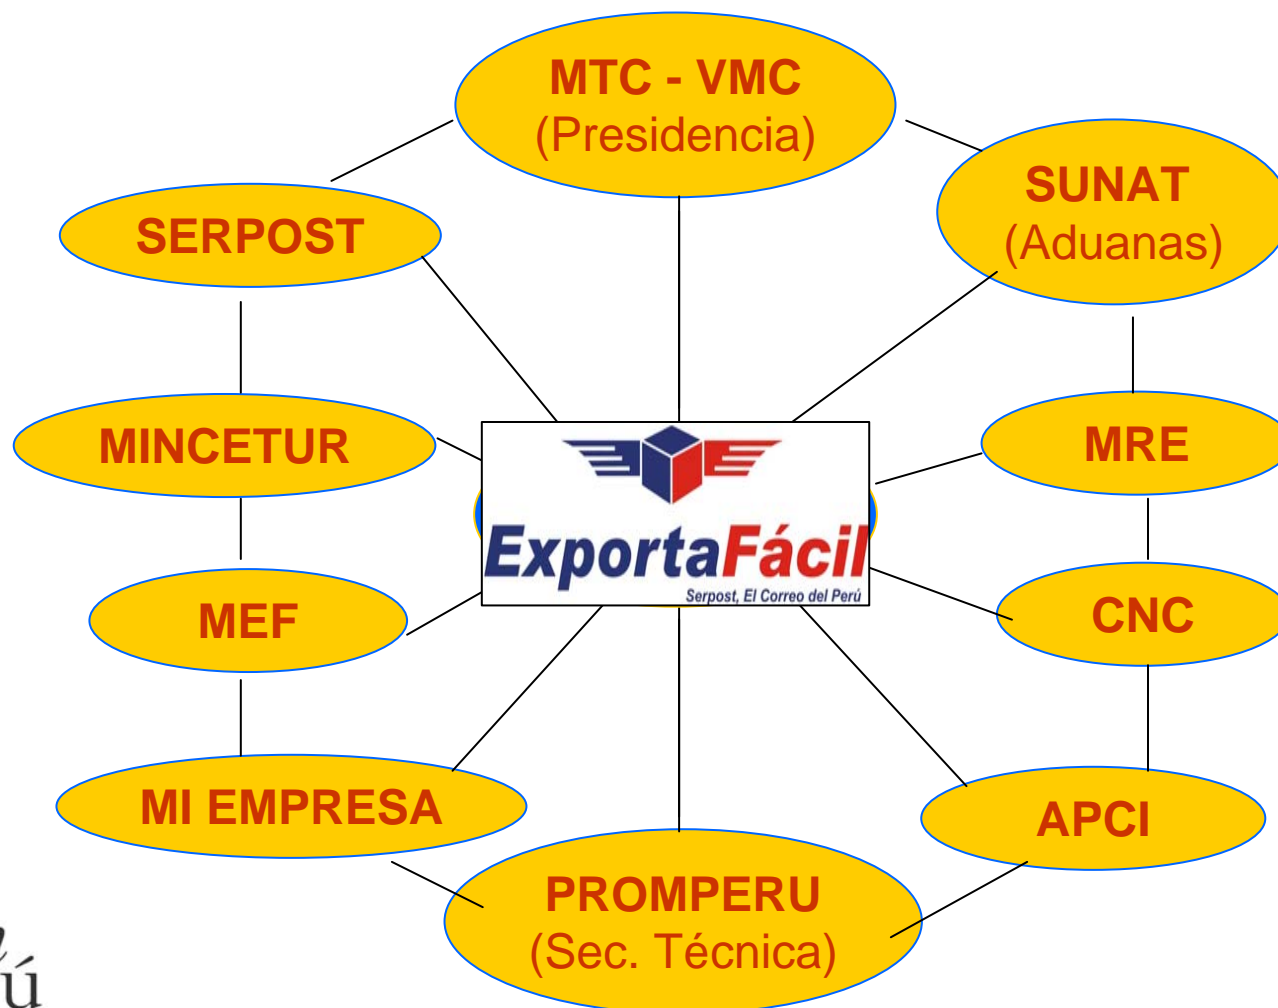 MTC - VMC
(Presidencia)
SUNAT
(Aduanas)
SERPOST
MINCETUR
MRE
ExportaFácil
Serpost, El Correo del Perú
MEF
CNC
MI EMPRESA
APCI
PROMPERU
(Sec. Técnica)
ú